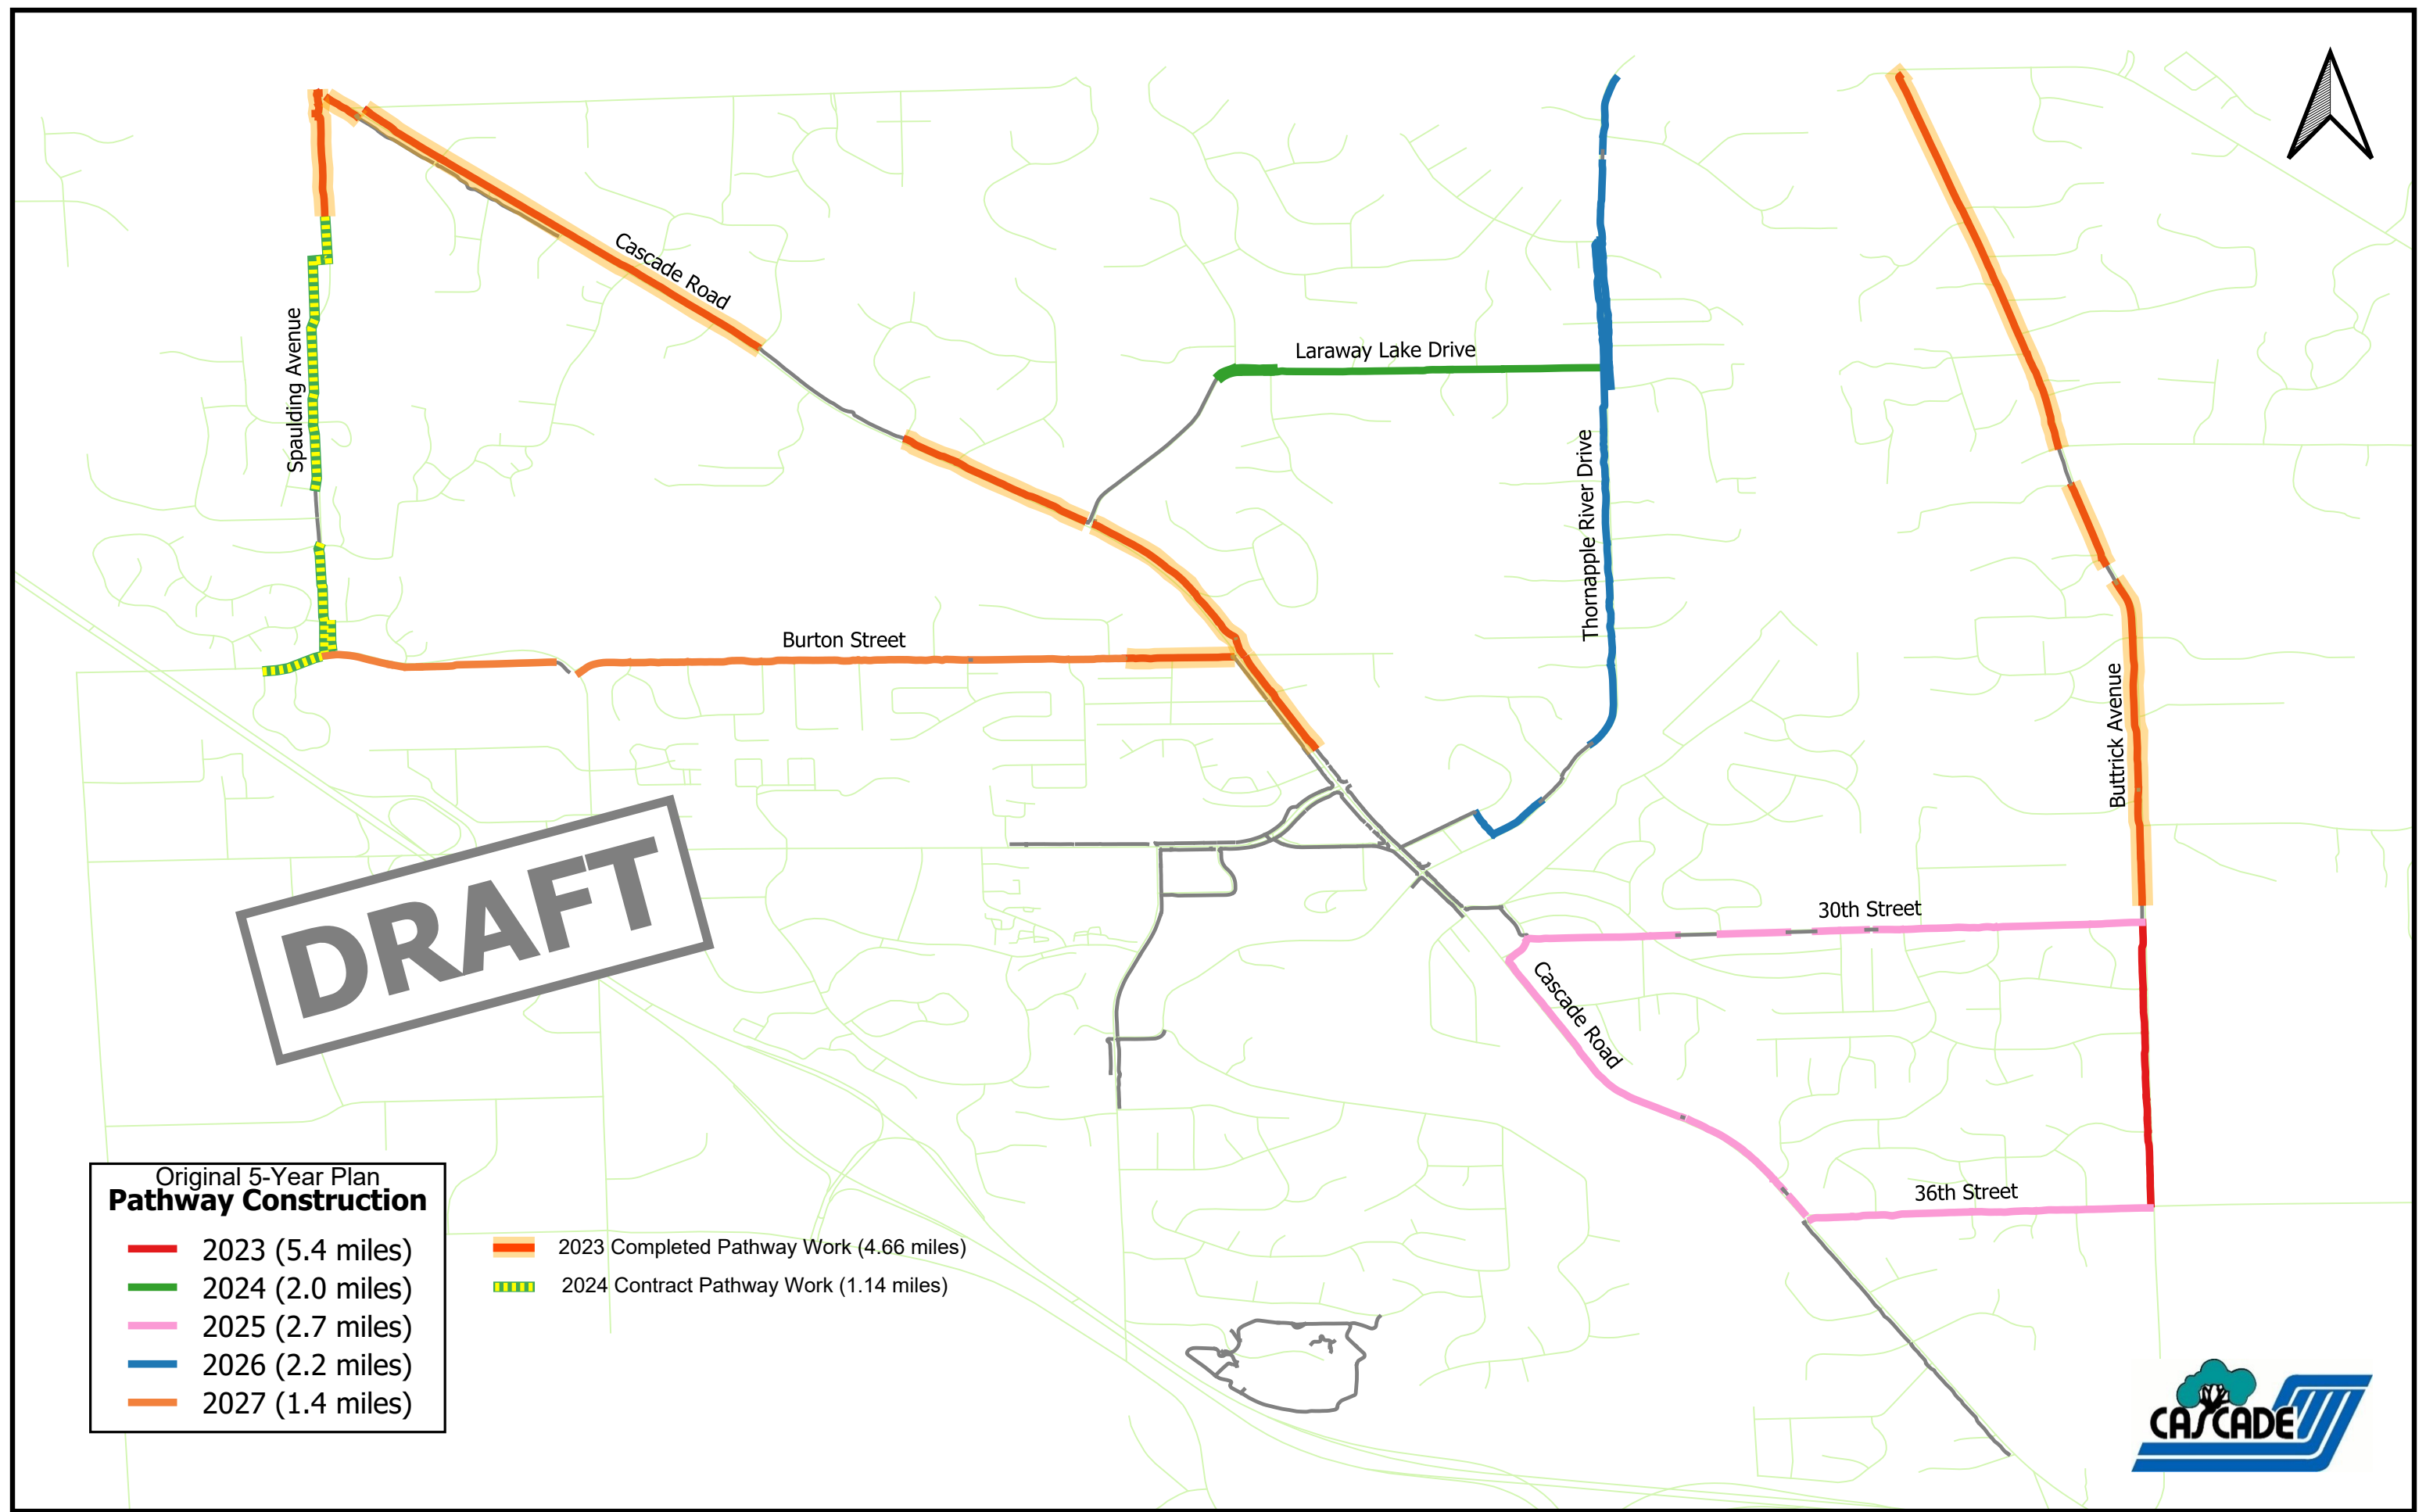 Cascade Road
Spaulding Avenue
Laraway Lake Drive
Thornapple River Drive
Burton Street
Buttrick Avenue
DRAFT
30th Street
Cascade Road
36th Street
Original 5-Year Plan
Pathway Construction
2023 (5.4 miles)
2024 (2.0 miles)
2025 (2.7 miles)
2026 (2.2 miles)
2027 (1.4 miles)
2023 Completed Pathway Work (4.66 miles)
2024 Contract Pathway Work (1.14 miles)
CASCADE